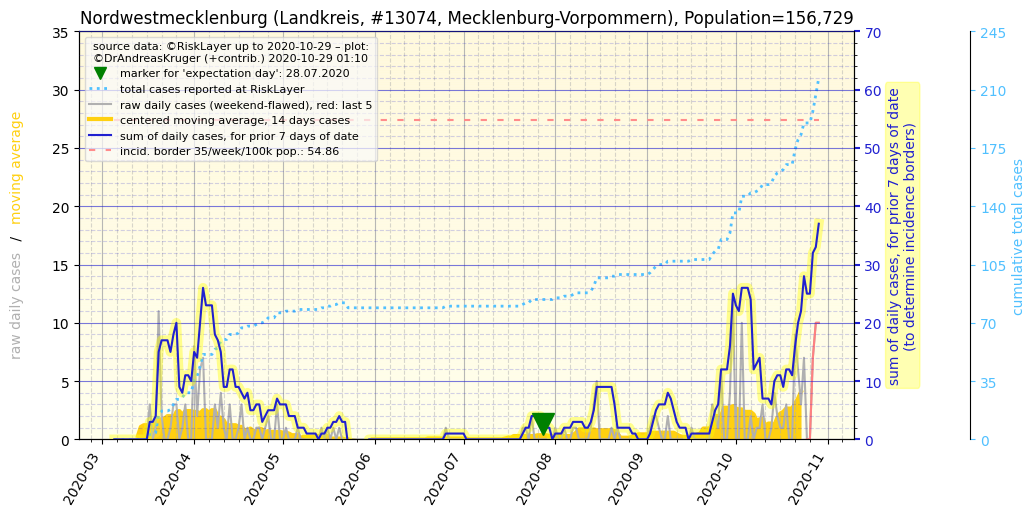 Nordwestmecklenburg (Landkreis, #13074, Mecklenburg-Vorpommern), Population=156,729
source data: ©RiskLayer up to 2020-10-29 – plot:
©DrAndreasKruger (+contrib.) 2020-10-29 01:10
marker for 'expectation day': 28.07.2020
total cases reported at RiskLayer
raw daily cases (weekend-flawed), red: last 5
centered moving average, 14 days cases
sum of daily cases, for prior 7 days of date
incid. border 35/week/100k pop.: 54.86
raw daily cases / moving average
35
30
25
20
15
10
5
0
2020-03
2020-04
2020-05
2020-06
2020-07
2020-08
2020-09
2020-10
2020-11
70
60
50
40
30
20
10
0
sum of daily cases, for prior 7 days of date
(to determine incidence borders)
245
210
175
140
105
70
35
0
cumulative total cases